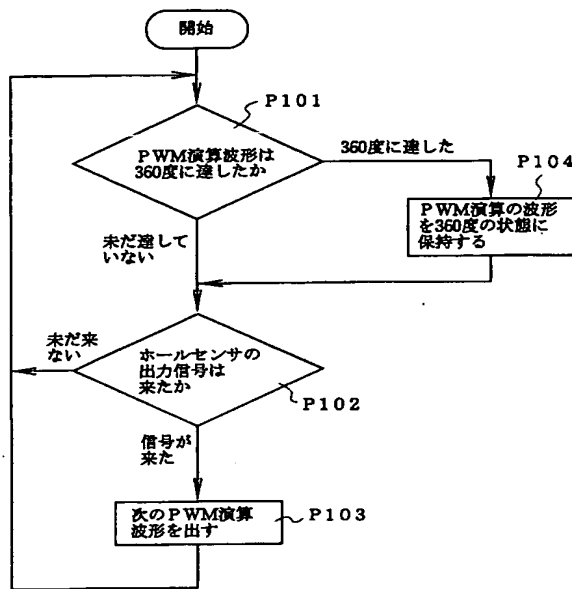 開始
P101
PWM演算波形は
360度に達したか
360度に達した
P104
PWM演算の波形
を360度の状態に
保持する
未だ達して
いない
未だ来
ない
ホールセンサの
出力信号は
来たか
P102
信号が
来た
次のPWM演算
波形を出す
P103